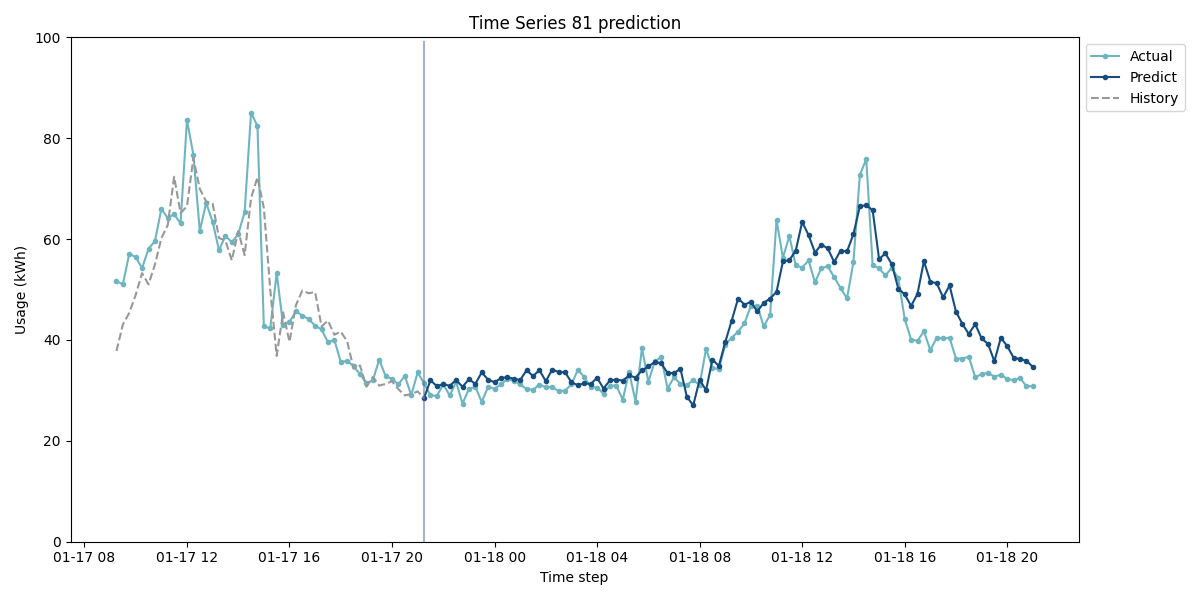 Time Series 81 prediction
100
80
60
40
20
0
Usage (kWh)
01-17 08
01-17 12
01-17 16
01-17 20
01-18 00
01-18 04
01-18 08
01-18 12
01-18 16
01-18 20
Time step
Actual
Predict
History